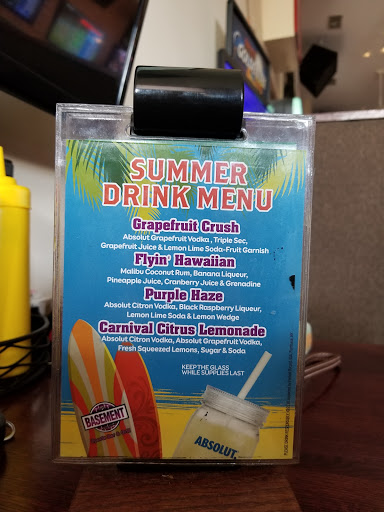 SUMMER
DRINK MENU
Grapefruit Crush
Absolut Grapefruit Vodka , Triple Sec,
Grapefruit Juice & Lemon Lime Soda-Fruit Garnish
Flyin' Hawaiian
Malibu Coconut Rum, Banana Liqueur,
Pineapple Juice, Cranberry Juice & Grenadine
Purple Haze
Absolut Citron Vodka, Black Raspberry Liqueur,
Lemon Lime Soda & Lemon Wedge
Carnival Citrus Lemonade
Absolut Citron Vodka, Absolut Grapefruit Vodka,
Fresh Squeezed Lemons, Sugar & Soda
KEEP THE GLASS
WHILE SUPPLIES LAST
BASEMENT
ABSOLUT.